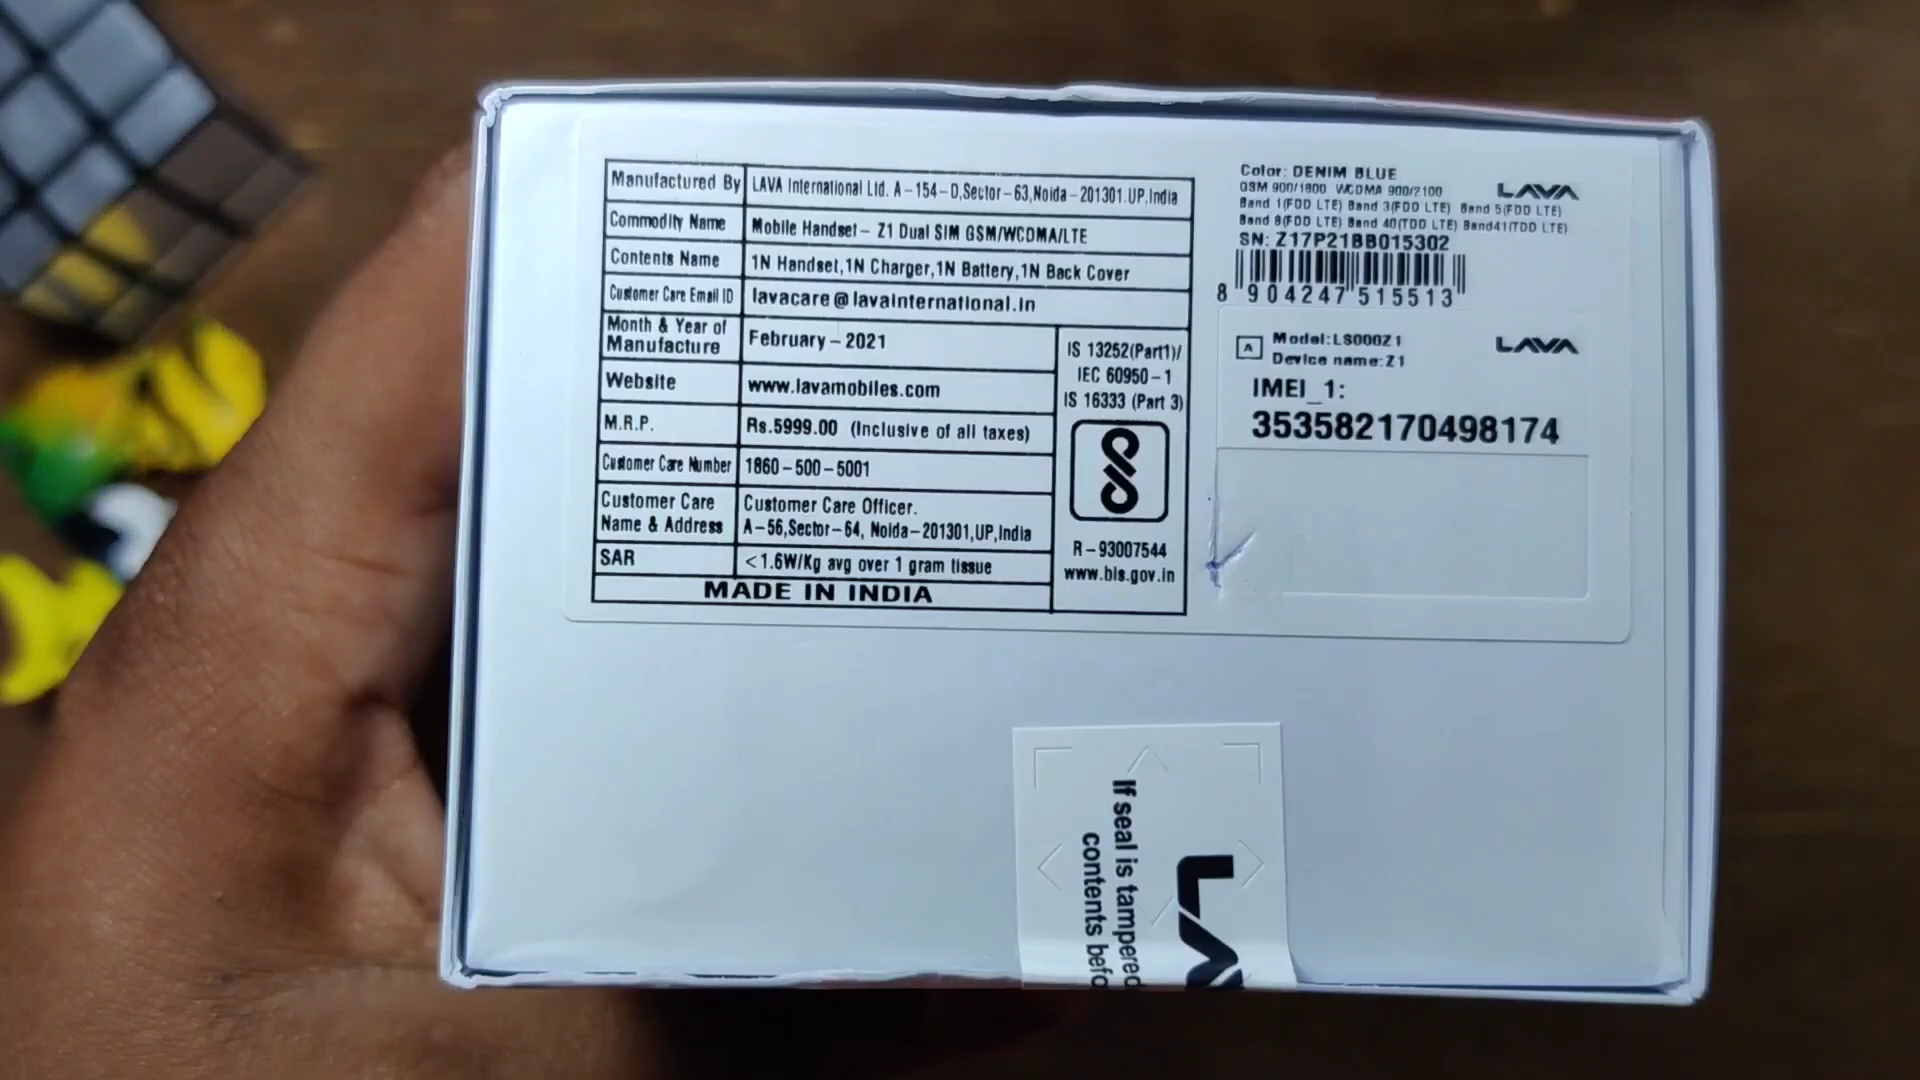 Manufactured By LAVA International Ltd. A-154-D,Sector-63,Noida-201301.UP,India
Commodity Name Mobile Handset- Z1 Dual SIM GSM/WCDMA/LTE
Contents Name 1N Handset,1N Charger,1N Battery,1N Back Cover
Customer Care Email ID lavacare@lavainternational.in
Month & Year of
Manufacture
February-2021
Website www.lavamobiles.com
M.R.P. Rs.5999.00 (Inclusive of all taxes)
Customer Care Number 1860-500-5001
Customer Care
Name & Address
Customer Care Officer.
A-56,Sector-64, Noida-201301,UP,India
SAR <1.6W/Kg avg over 1 gram tissue
MADE IN INDIA
IS 13252(Part1)/
IEC 60950-1
IS 16333 (Part 3)
R-93007544
www.bis.gov.in
Color: DENIM BLUE
GSM 900/1800 WCDMA 900/2100
LAVA
Band 1(FDD LTE) Band 3(FDD LTE) Band 5(FDD LTE)
Band 8(FDD LTE) Band 40(TDD LTE) Band41(TDD LTE)
SN: Z17P21BB015302
8 904247 515513
A
Model:LS000Z1
Device name:Z1
LAVA
IMEI_1:
353582170498174
If seal is tampered
contents befo
LAV